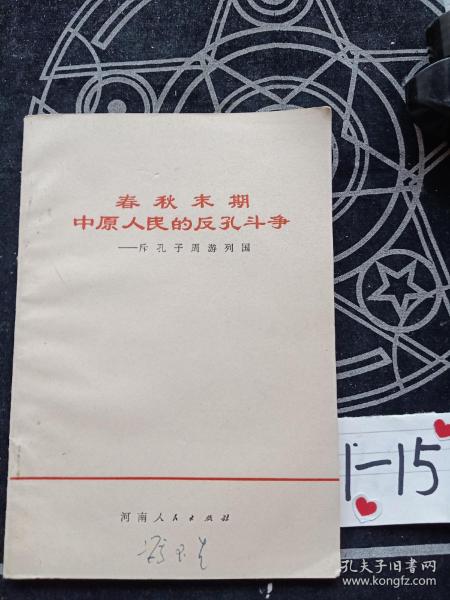 春秋末期
中原人民的反孔斗争
——斥孔子周游列国
1-15
河南人民出版社
孔夫子旧书网
www.kongfz.com